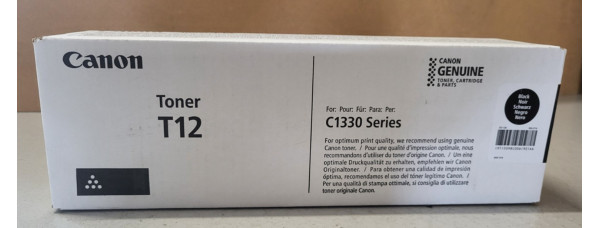 Canon
Toner
T12
CANON
GENUINE
TONER, CARTRIDGE
& PARTS
For: Pour: Für: Para: Per:
C1330 Series
For optimum print quality, we recommend using genuine
Canon toner. / Pour une qualité d'impression optimale, nous
recommandons d'utiliser du toner d'origine Canon. / Um eine
optimale Druckqualität zu erhalten, empfehlen wir Canon
Originaltoner. / Para obtener una calidad de impresión
óptima, recomendamos el uso del tóner legítimo Canon. /
Per una qualità di stampa ottimale, si consiglia di utilizzare
toner originale Canon.
Black
Noir
Schwarz
Negro
Nero